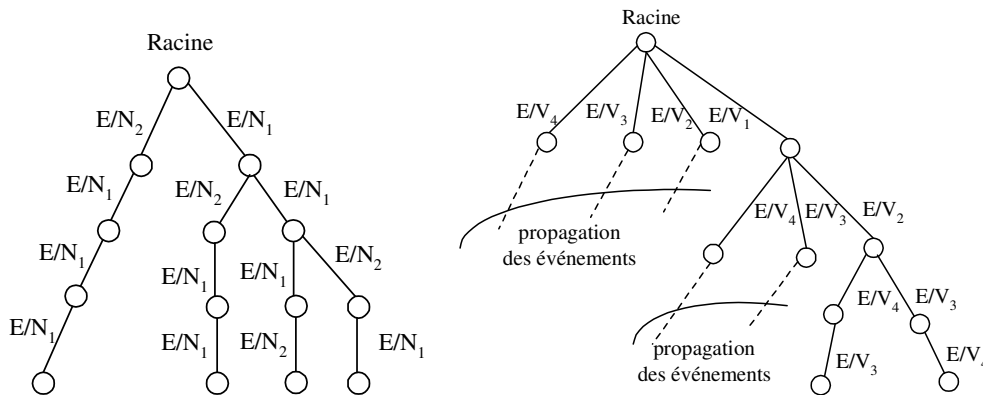 Racine
E/N₂
E/N₁
E/N₁
E/N₂
E/N₁
E/N₁
E/N₁
E/N₁
E/N₂
E/N₁
E/N₁
E/N₂
E/N₁
Racine
E/V₄
E/V₃
E/V₂
E/V₁
propagation
des événements
E/V₄
E/V₃
E/V₂
propagation
des événements
E/V₄
E/V₃
E/V₃